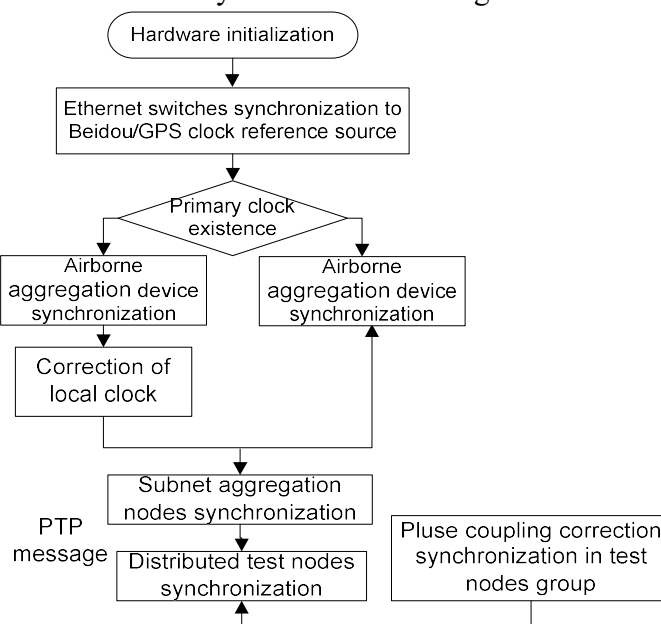 Hardware initialization
Ethernet switches synchronization to
Beidou/GPS clock reference source
Primary clock
existence
Airborne
aggregation device
synchronization
Airborne
aggregation device
synchronization
Correction of
local clock
Subnet aggregation
nodes synchronization
PTP
message
Distributed test nodes
synchronization
Pluse coupling correction
synchronization in test
nodes group